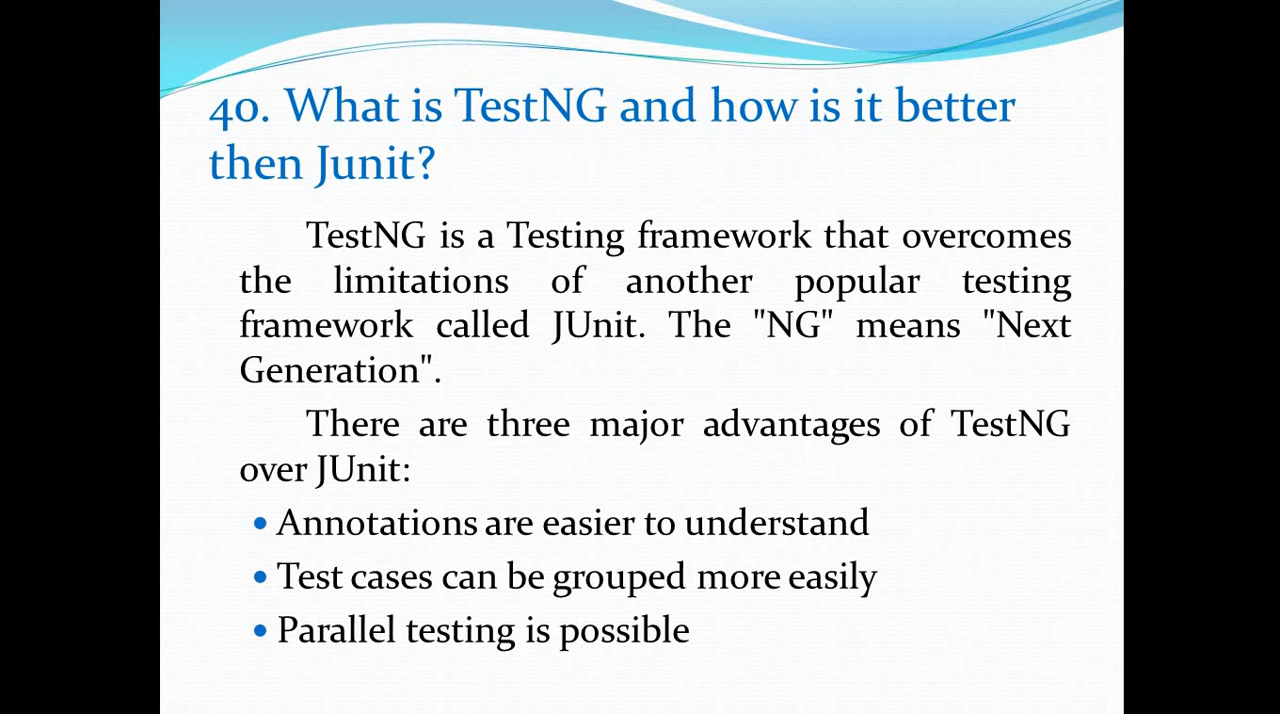 40. What is TestNG and how is it better
then Junit?
TestNG is a Testing framework that overcomes
the limitations of another popular testing
framework called JUnit. The "NG" means "Next
Generation".
There are three major advantages of TestNG
over JUnit:
• Annotations are easier to understand
• Test cases can be grouped more easily
• Parallel testing is possible